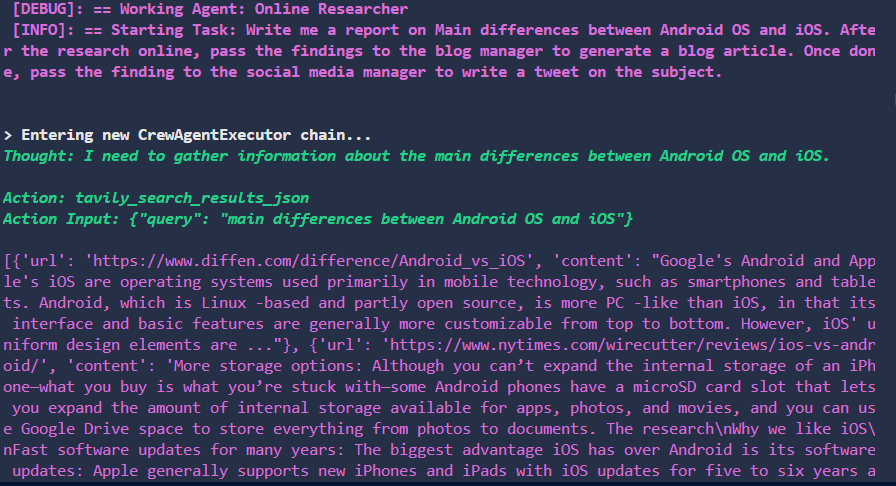 [DEBUG]: == Working Agent: Online Researcher
[INFO]: == Starting Task: Write me a report on Main differences between Android OS and iOS. Afte
r the research online, pass the findings to the blog manager to generate a blog article. Once don
e, pass the finding to the social media manager to write a tweet on the subject.
> Entering new CrewAgentExecutor chain...
Thought: I need to gather information about the main differences between Android OS and iOS.
Action: tavily_search_results_json
Action Input: {"query": "main differences between Android OS and iOS"}
[{'url': 'https://www.diffen.com/difference/Android_vs_iOS', 'content': "Google's Android and App
le's iOS are operating systems used primarily in mobile technology, such as smartphones and table
ts. Android, which is Linux -based and partly open source, is more PC -like than iOS, in that its
interface and basic features are generally more customizable from top to bottom. However, iOS' u
niform design elements are ..."}, {'url': 'https://www.nytimes.com/wirecutter/reviews/ios-vs-andr
oid/', 'content': 'More storage options: Although you can’t expand the internal storage of an iPh
one—what you buy is what you’re stuck with—some Android phones have a microSD card slot that lets
you expand the amount of internal storage available for apps, photos, and movies, and you can us
e Google Drive space to store everything from photos to documents. The research\nWhy we like iOS\
nFast software updates for many years: The biggest advantage iOS has over Android is its software
updates: Apple generally supports new iPhones and iPads with iOS updates for five to six years a